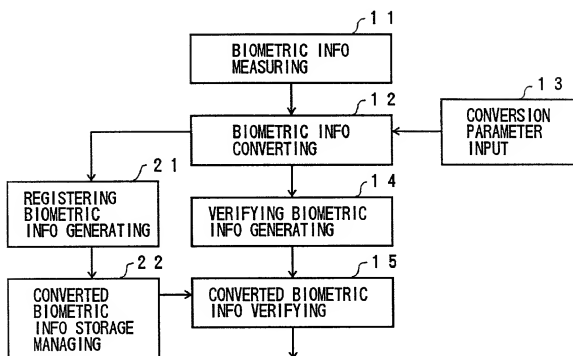 11
BIOMETRIC INFO
MEASURING
12
BIOMETRIC INFO
CONVERTING
13
CONVERSION
PARAMETER
INPUT
21
REGISTERING
BIOMETRIC
INFO GENERATING
14
VERIFYING BIOMETRIC
INFO GENERATING
22
CONVERTED
BIOMETRIC
INFO STORAGE
MANAGING
15
CONVERTED BIOMETRIC
INFO VERIFYING